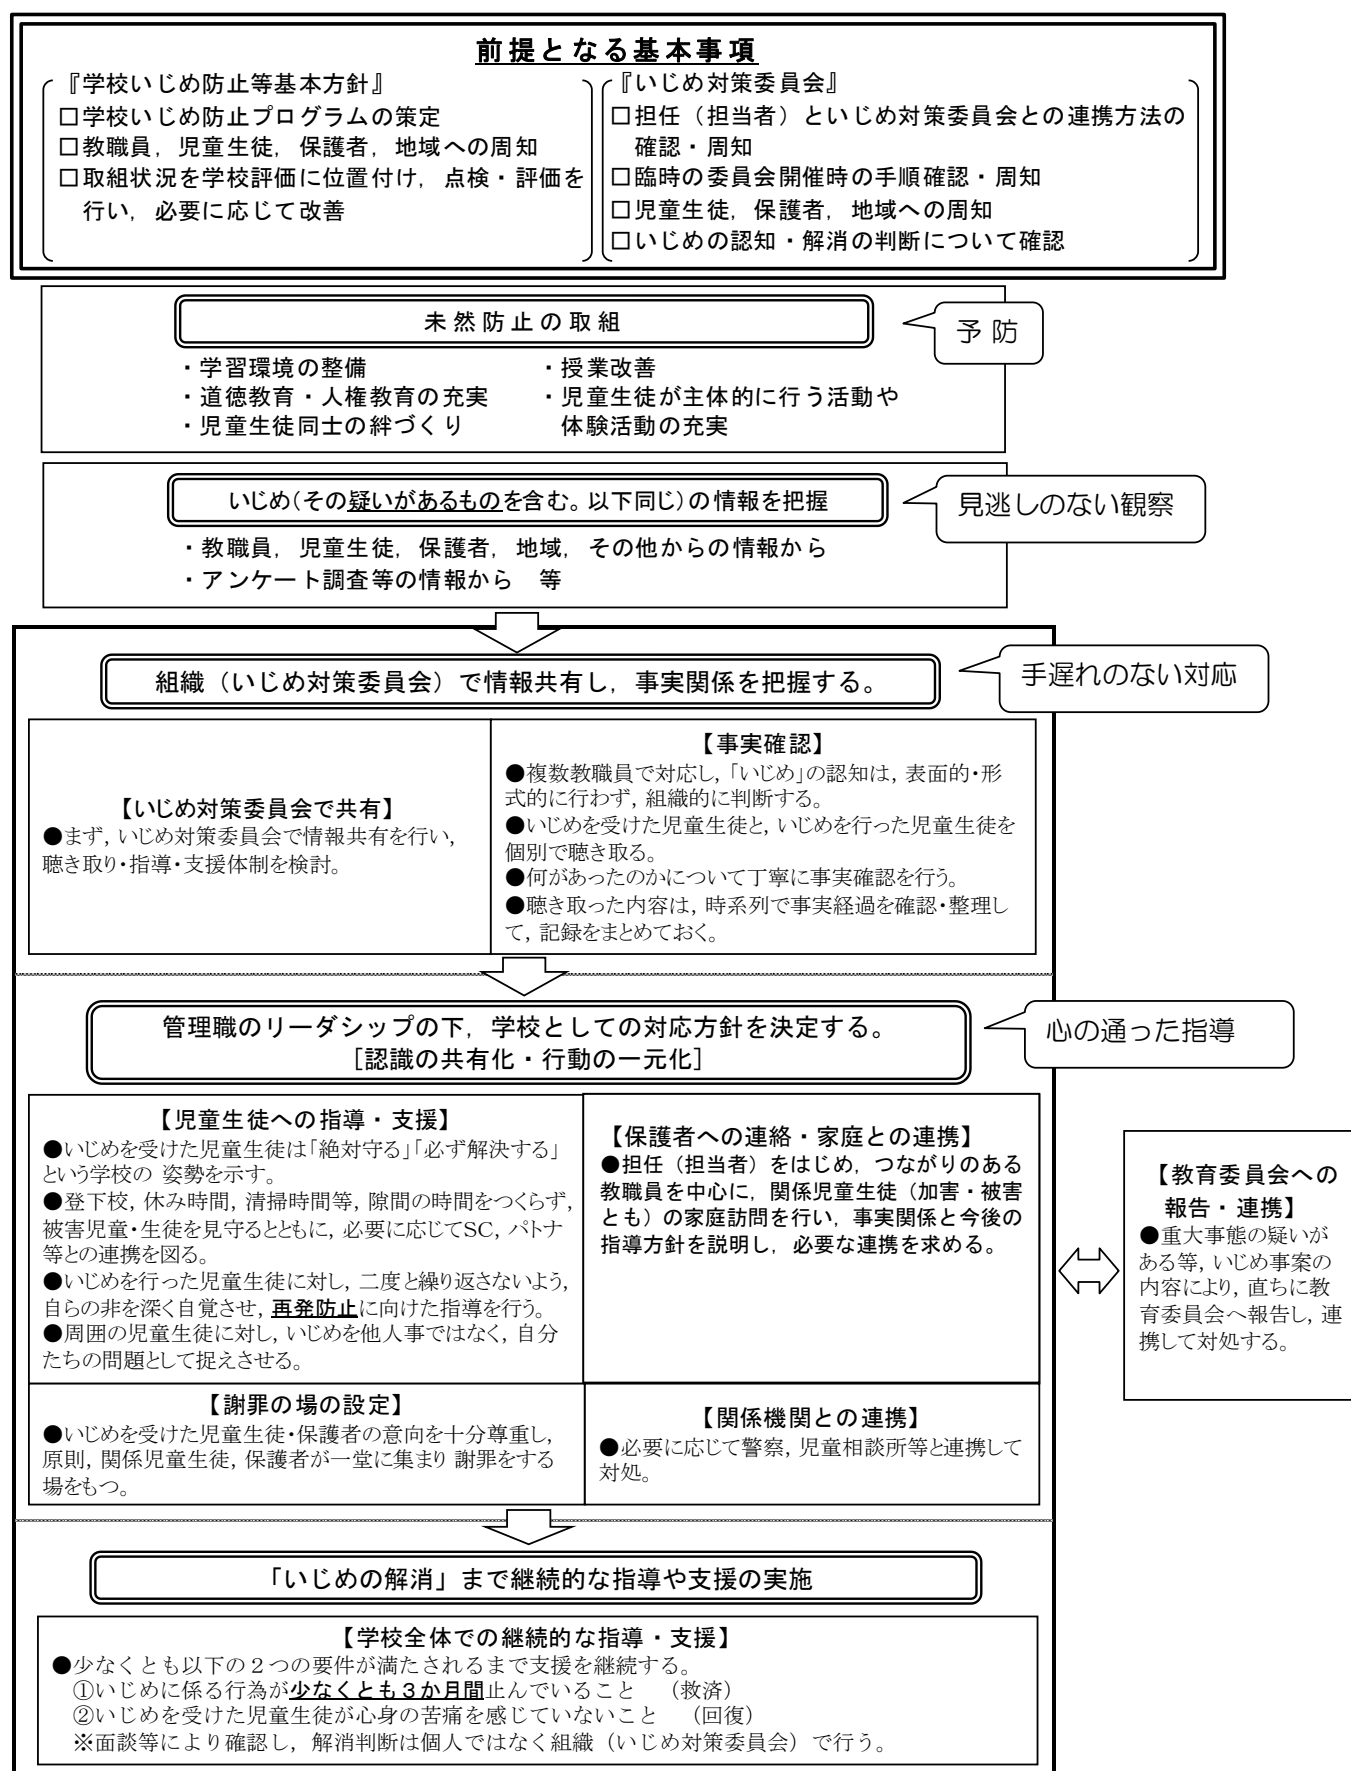 前提となる基本事項
『学校いじめ防止等基本方針』
□学校いじめ防止プログラムの策定
□教職員，児童生徒，保護者，地域への周知
□取組状況を学校評価に位置付け，点検・評価を
行い，必要に応じて改善
『いじめ対策委員会』
□担任（担当者）といじめ対策委員会との連携方法の
確認・周知
□臨時の委員会開催時の手順確認・周知
□児童生徒，保護者，地域への周知
□いじめの認知・解消の判断について確認
未然防止の取組
予 防
・学習環境の整備
・道徳教育・人権教育の充実
・児童生徒同士の絆づくり
・授業改善
・児童生徒が主体的に行う活動や
体験活動の充実
いじめ（その疑いがあるものを含む。以下同じ）の情報を把握
見逃しのない観察
・教職員，児童生徒，保護者，地域，その他からの情報から
・アンケート調査等の情報から　等
組織（いじめ対策委員会）で情報共有し，事実関係を把握する。
手遅れのない対応
【いじめ対策委員会で共有】
●まず，いじめ対策委員会で情報共有を行い，
聴き取り・指導・支援体制を検討。
【事実確認】
●複数教職員で対応し，「いじめ」の認知は，表面的・形
式的に行わず，組織的に判断する。
●いじめを受けた児童生徒と，いじめを行った児童生徒を
個別で聴き取る。
●何があったのかについて丁寧に事実確認を行う。
●聴き取った内容は，時系列で事実経過を確認・整理し
て，記録をまとめておく。
管理職のリーダシップの下，学校としての対応方針を決定する。
［認識の共有化・行動の一元化］
心の通った指導
【児童生徒への指導・支援】
●いじめを受けた児童生徒は「絶対守る」「必ず解決する」
という学校の 姿勢を示す。
●登下校，休み時間，清掃時間等，隙間の時間をつくらず，
被害児童・生徒を見守るとともに，必要に応じてSC，パトナ
等との連携を図る。
●いじめを行った児童生徒に対し，二度と繰り返さないよう，
自らの非を深く自覚させ，再発防止に向けた指導を行う。
●周囲の児童生徒に対し，いじめを他人事ではなく，自分
たちの問題として捉えさせる。
【保護者への連絡・家庭との連携】
●担任（担当者）をはじめ，つながりのある
教職員を中心に，関係児童生徒（加害・被害
とも）の家庭訪問を行い，事実関係と今後の
指導方針を説明し，必要な連携を求める。
【教育委員会への
報告・連携】
●重大事態の疑いが
ある等，いじめ事案の
内容により，直ちに教
育委員会へ報告し，連
携して対処する。
【謝罪の場の設定】
●いじめを受けた児童生徒・保護者の意向を十分尊重し，
原則，関係児童生徒，保護者が一堂に集まり 謝罪をする
場をもつ。
【関係機関との連携】
●必要に応じて警察，児童相談所等と連携して
対処。
「いじめの解消」まで継続的な指導や支援の実施
【学校全体での継続的な指導・支援】
●少なくとも以下の２つの要件が満たされるまで支援を継続する。
①いじめに係る行為が少なくとも３か月間止んでいること　（救済）
②いじめを受けた児童生徒が心身の苦痛を感じていないこと　（回復）
※面談等により確認し，解消判断は個人ではなく組織（いじめ対策委員会）で行う。